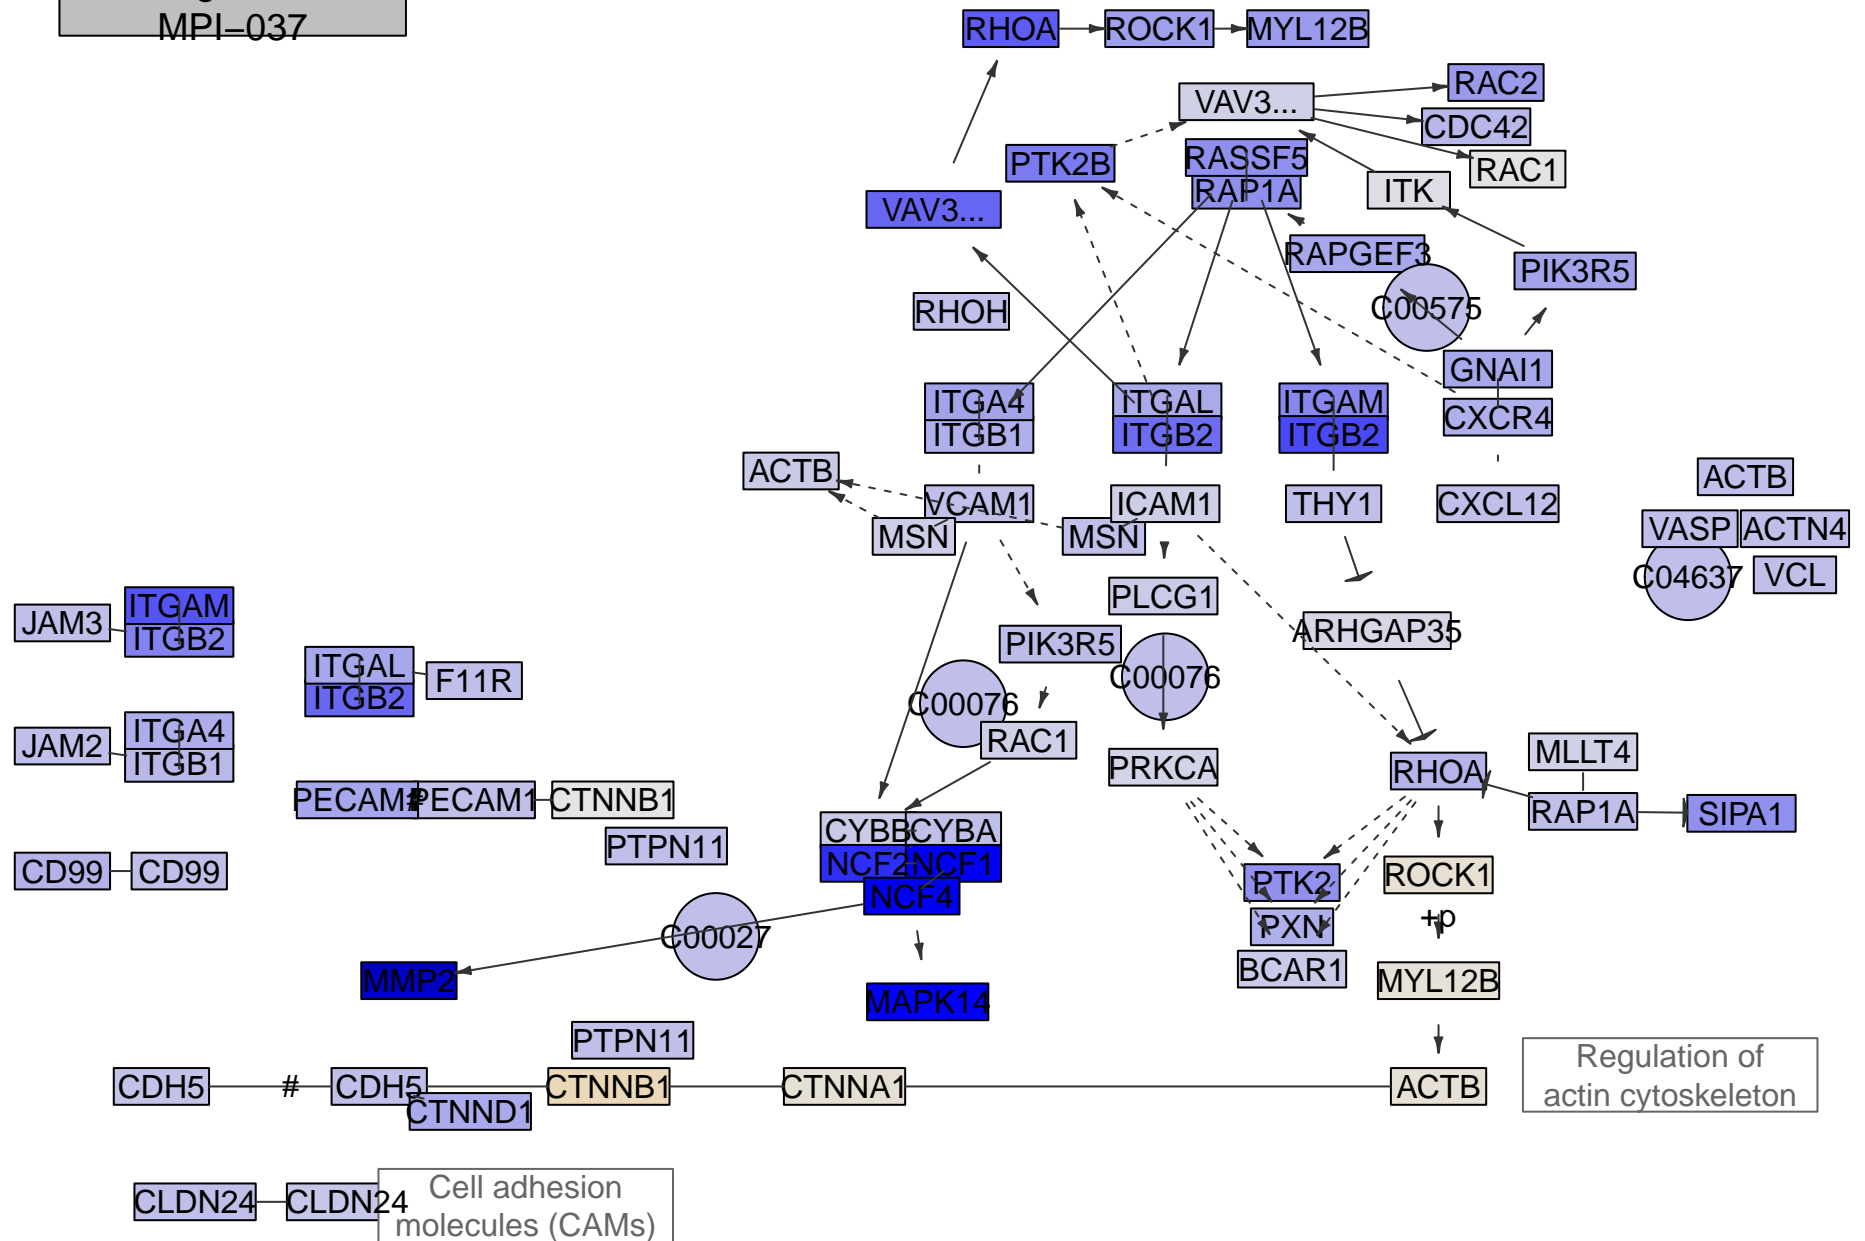 MPI−037
RHOA
ROCK1
MYL12B
RAC2
VAV3...
CDC42
PTK2B
RASSF5
RAC1
RAP1A
ITK
VAV3...
RAPGEF3
PIK3R5
RHOH
C00575
GNAI1
ITGA4
ITGAL
ITGAM
CXCR4
ITGB1
ITGB2
ITGB2
ACTB
ACTB
VCAM1
ICAM1
THY1
CXCL12
MSN
MSN
VASP
ACTN4
C04637
VCL
PLCG1
ITGAM
JAM3
ITGB2
ARHGAP35
PIK3R5
ITGAL
F11R
C00076
ITGB2
C00076
ITGA4
JAM2
RAC1
ITGB1
MLLT4
PRKCA
RHOA
PECAM1
#
PECAM1
CTNNB1
RAP1A
SIPA1
CYBB
CYBA
PTPN11
NCF2
NCF1
CD99
CD99
PTK2
ROCK1
NCF4
+p
C00027
PXN
BCAR1
MMP2
MYL12B
MAPK14
PTPN11
CDH5
#
CDH5
CTNNB1
CTNNA1
ACTB
CTNND1
Regulation of
actin cytoskeleton
CLDN24
CLDN24
Cell adhesion
molecules (CAMs)